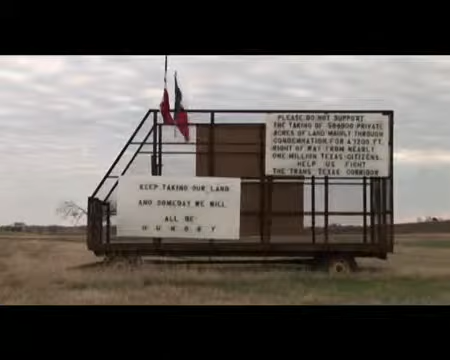 PLEASE DO NOT SUPPORT
THE TAKING OF 584000 PRIVATE
ACRES OF LAND MAINLY THROUGH
CONDEMNATION FOR A 1200 FT.
RIGHT OF WAY FROM NEARLY
ONE MILLION TEXAS CITIZENS.
HELP US FIGHT
THE TRANS TEXAS CORRIDOR
KEEP TAKING OUR LAND
AND SOMEDAY WE WILL
ALL BE
HUNGRY